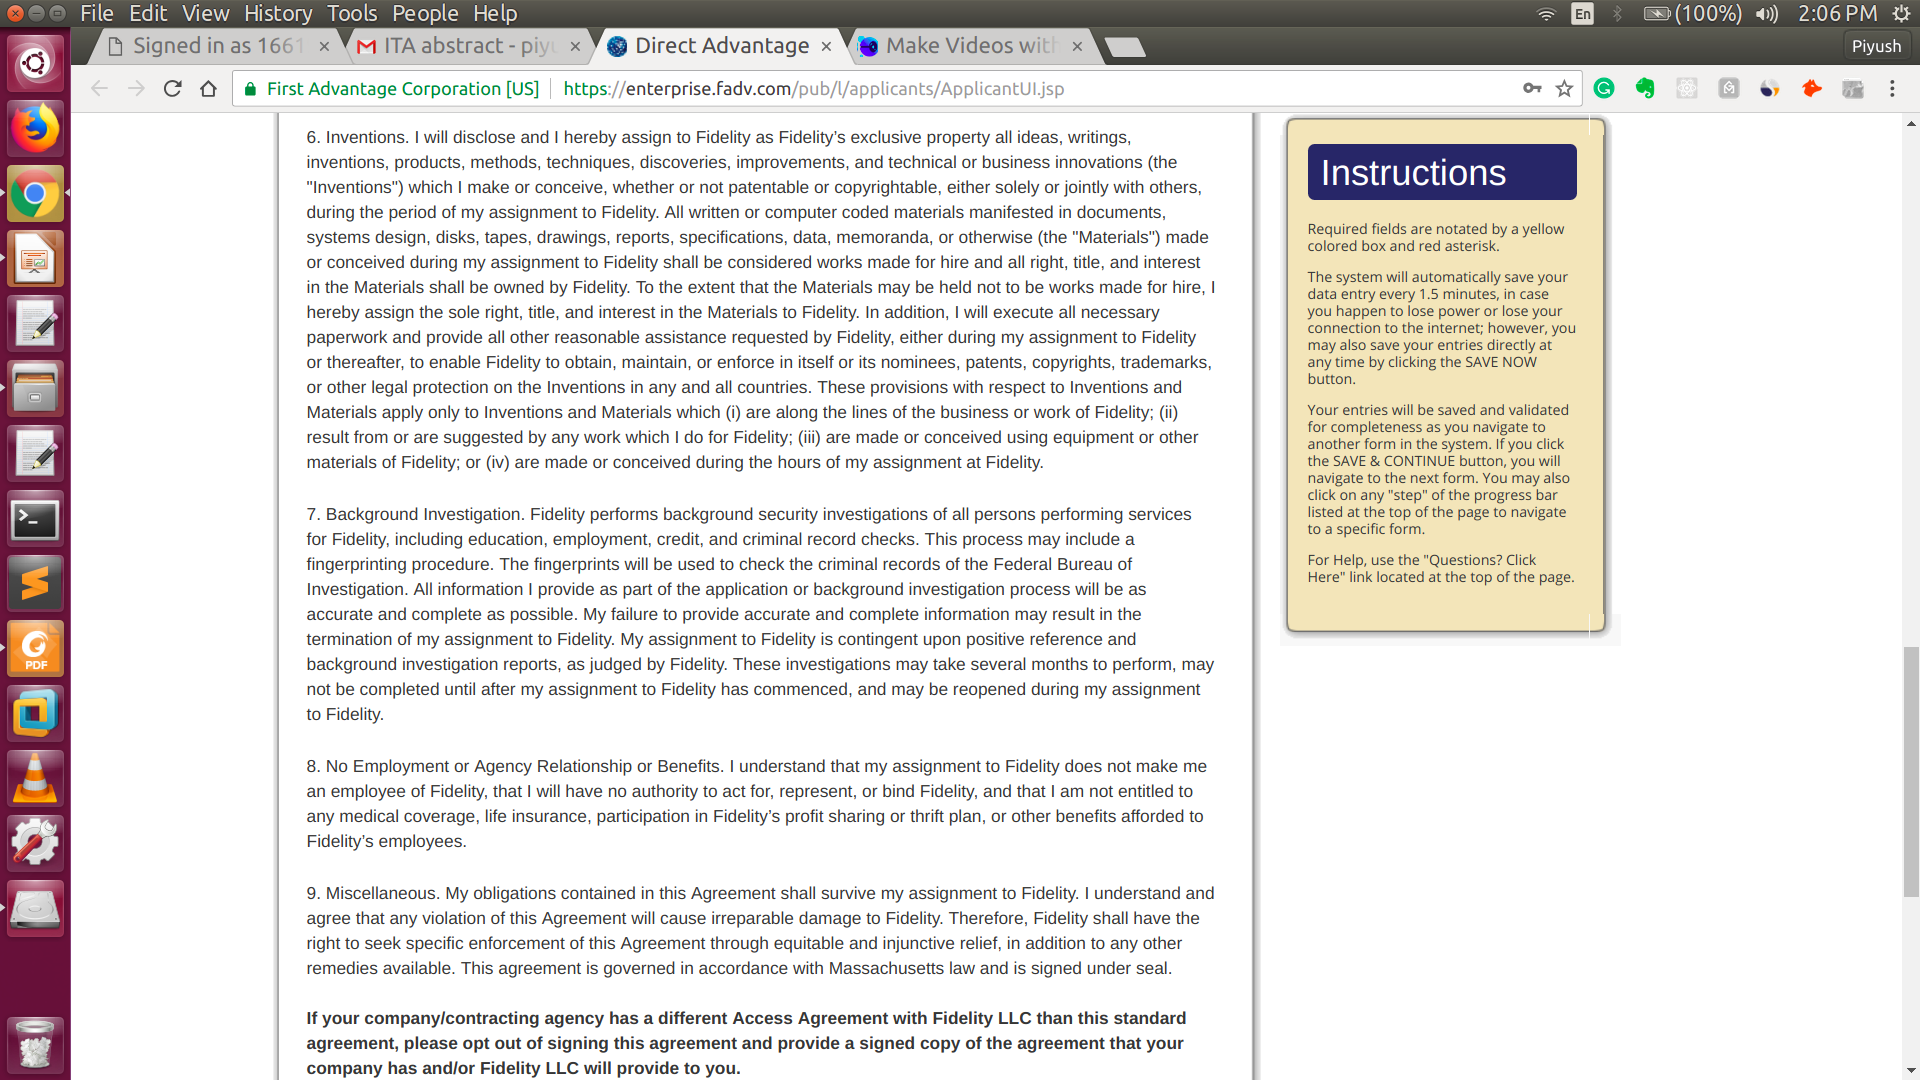 File Edit View History Tools People Help
En
(100%)
2:06 PM
Signed in as 1661
ITA abstract - piyu
Direct Advantage
Make Videos with
Piyush
First Advantage Corporation [US]
https://enterprise.fadv.com/pub/l/applicants/ApplicantUI.jsp
6. Inventions. I will disclose and I hereby assign to Fidelity as Fidelity’s exclusive property all ideas, writings,
inventions, products, methods, techniques, discoveries, improvements, and technical or business innovations (the
"Inventions") which I make or conceive, whether or not patentable or copyrightable, either solely or jointly with others,
during the period of my assignment to Fidelity. All written or computer coded materials manifested in documents,
systems design, disks, tapes, drawings, reports, specifications, data, memoranda, or otherwise (the "Materials") made
or conceived during my assignment to Fidelity shall be considered works made for hire and all right, title, and interest
in the Materials shall be owned by Fidelity. To the extent that the Materials may be held not to be works made for hire, I
hereby assign the sole right, title, and interest in the Materials to Fidelity. In addition, I will execute all necessary
paperwork and provide all other reasonable assistance requested by Fidelity, either during my assignment to Fidelity
or thereafter, to enable Fidelity to obtain, maintain, or enforce in itself or its nominees, patents, copyrights, trademarks,
or other legal protection on the Inventions in any and all countries. These provisions with respect to Inventions and
Materials apply only to Inventions and Materials which (i) are along the lines of the business or work of Fidelity; (ii)
result from or are suggested by any work which I do for Fidelity; (iii) are made or conceived using equipment or other
materials of Fidelity; or (iv) are made or conceived during the hours of my assignment at Fidelity.
7. Background Investigation. Fidelity performs background security investigations of all persons performing services
for Fidelity, including education, employment, credit, and criminal record checks. This process may include a
fingerprinting procedure. The fingerprints will be used to check the criminal records of the Federal Bureau of
Investigation. All information I provide as part of the application or background investigation process will be as
accurate and complete as possible. My failure to provide accurate and complete information may result in the
termination of my assignment to Fidelity. My assignment to Fidelity is contingent upon positive reference and
background investigation reports, as judged by Fidelity. These investigations may take several months to perform, may
not be completed until after my assignment to Fidelity has commenced, and may be reopened during my assignment
to Fidelity.
8. No Employment or Agency Relationship or Benefits. I understand that my assignment to Fidelity does not make me
an employee of Fidelity, that I will have no authority to act for, represent, or bind Fidelity, and that I am not entitled to
any medical coverage, life insurance, participation in Fidelity’s profit sharing or thrift plan, or other benefits afforded to
Fidelity’s employees.
9. Miscellaneous. My obligations contained in this Agreement shall survive my assignment to Fidelity. I understand and
agree that any violation of this Agreement will cause irreparable damage to Fidelity. Therefore, Fidelity shall have the
right to seek specific enforcement of this Agreement through equitable and injunctive relief, in addition to any other
remedies available. This agreement is governed in accordance with Massachusetts law and is signed under seal.
If your company/contracting agency has a different Access Agreement with Fidelity LLC than this standard
agreement, please opt out of signing this agreement and provide a signed copy of the agreement that your
company has and/or Fidelity LLC will provide to you.
Instructions
Required fields are notated by a yellow
colored box and red asterisk.
The system will automatically save your
data entry every 1.5 minutes, in case
you happen to lose power or lose your
connection to the internet; however, you
may also save your entries directly at
any time by clicking the SAVE NOW
button.
Your entries will be saved and validated
for completeness as you navigate to
another form in the system. If you click
the SAVE & CONTINUE button, you will
navigate to the next form. You may also
click on any "step" of the progress bar
listed at the top of the page to navigate
to a specific form.
For Help, use the "Questions? Click
Here" link located at the top of the page.
PDF